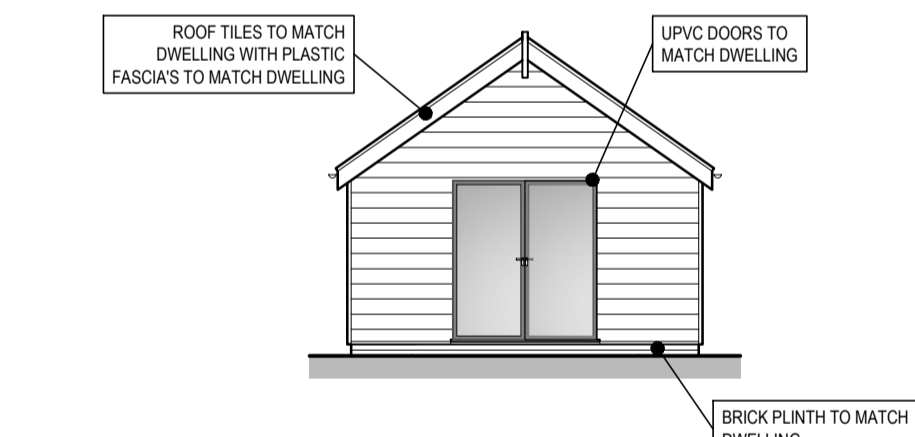 ROOF TILES TO MATCH
DWELLING WITH PLASTIC
FASCIA'S TO MATCH DWELLING
UPVC DOORS TO
MATCH DWELLING
BRICK PLINTH TO MATCH
DWELLING